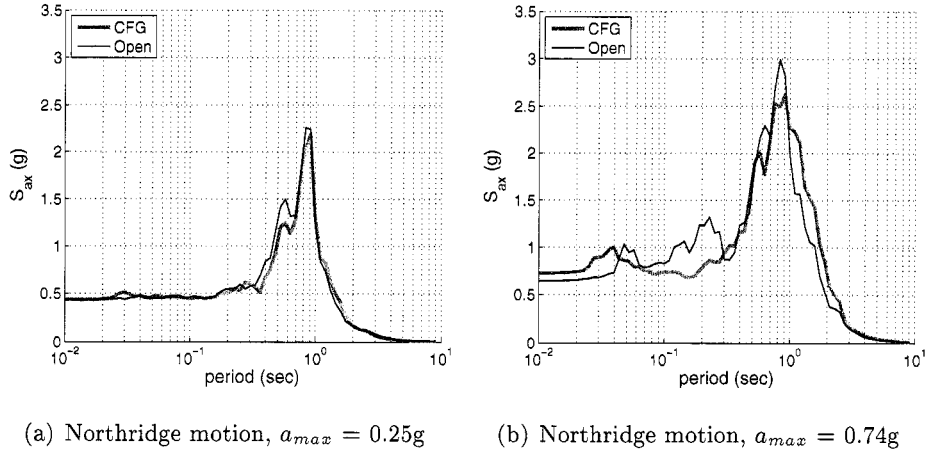 CFG
Open
3.5
3
2.5
2
1.5
1
0.5
0
S_ax (g)
10^-2
10^-1
10^0
10^1
period (sec)
(a) Northridge motion, a_max = 0.25g
CFG
Open
3.5
3
2.5
2
1.5
1
0.5
0
S_ax (g)
10^-2
10^-1
10^0
10^1
period (sec)
(b) Northridge motion, a_max = 0.74g